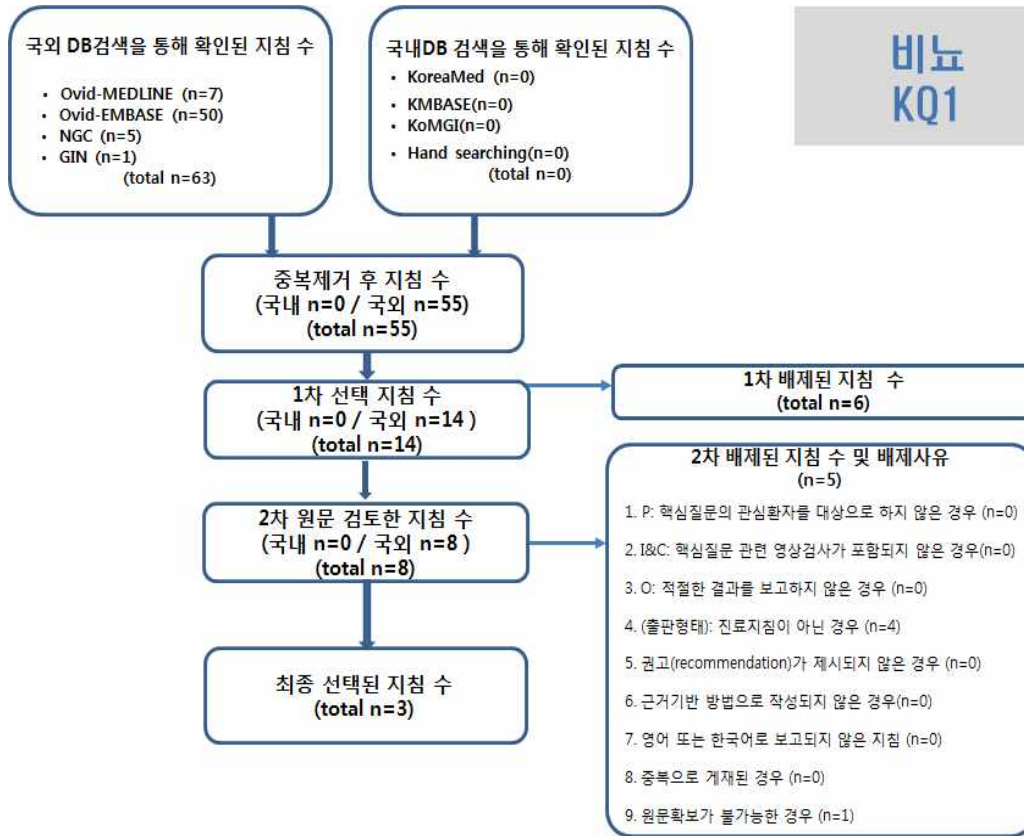 국외 DB검색을 통해 확인된 지침 수
• Ovid-MEDLINE (n=7)
• Ovid-EMBASE (n=50)
• NGC (n=5)
• GIN (n=1)
(total n=63)
국내DB 검색을 통해 확인된 지침 수
• KoreaMed (n=0)
• KMBASE(n=0)
• KoMGI(n=0)
• Hand searching(n=0)
(total n=0)
비뇨
KQ1
중복제거 후 지침 수
(국내 n=0 / 국외 n=55)
(total n=55)
1차 선택 지침 수
(국내 n=0 / 국외 n=14 )
(total n=14)
1차 배제된 지침 수
(total n=6)
2차 원문 검토한 지침 수
(국내 n=0 / 국외 n=8 )
(total n=8)
2차 배제된 지침 수 및 배제사유
(n=5)
1. P: 핵심질문의 관심환자를 대상으로 하지 않은 경우 (n=0)
2. I&C: 핵심질문 관련 영상검사가 포함되지 않은 경우(n=0)
3. O: 적절한 결과를 보고하지 않은 경우 (n=0)
4. (출판형태): 진료지침이 아닌 경우 (n=4)
5. 권고(recommendation)가 제시되지 않은 경우 (n=0)
6. 근거기반 방법으로 작성되지 않은 경우(n=0)
7. 영어 또는 한국어로 보고되지 않은 지침 (n=0)
8. 중복으로 게재된 경우 (n=0)
9. 원문확보가 불가능한 경우 (n=1)
최종 선택된 지침 수
(total n=3)